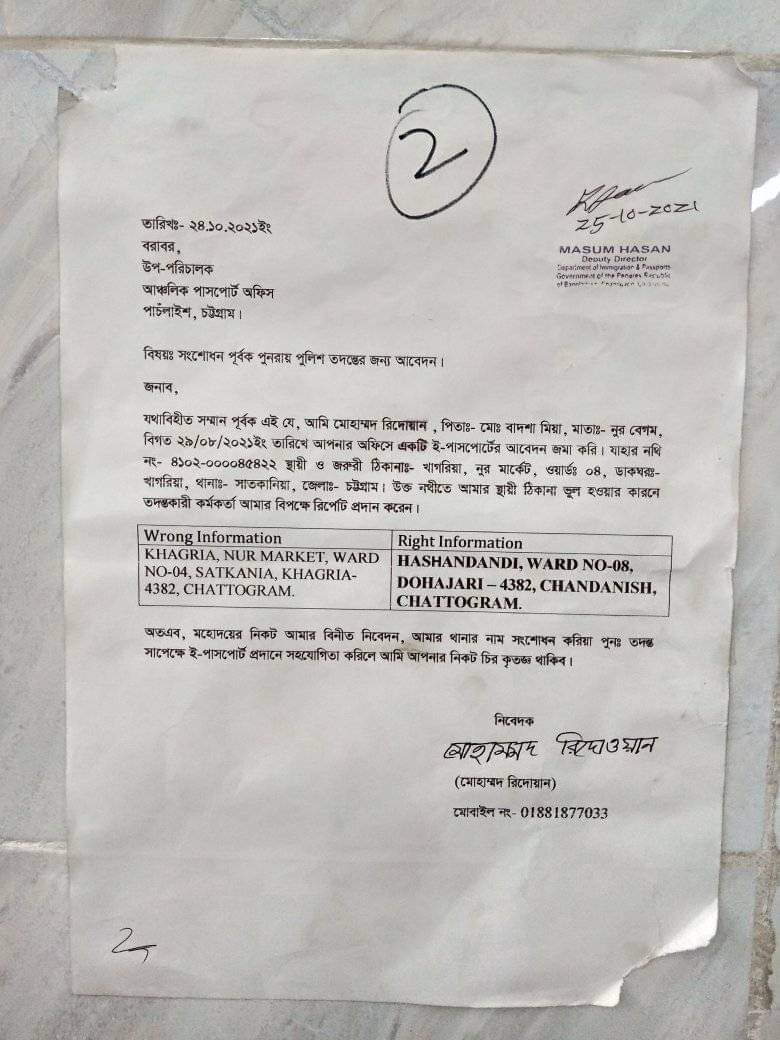 2
25-10-2021
MASUM HASAN
Deputy Director
Department of Immigration & Passports
Government of the Peoples Republic
তারিখঃ- ২৪.১০.২০২১ইং
বরাবর,
উপ-পরিচালক
আঞ্চলিক পাসপোর্ট অফিস
পাচঁলাইশ, চট্টগ্রাম।
বিষয়ঃ সংশোধন পূর্বক পুনরায় পুলিশ তদন্তের জন্য আবেদন।
জনাব,
যথাবিহীত সম্মান পূর্বক এই যে, আমি মোহাম্মদ রিদোয়ান , পিতাঃ- মোঃ বাদশা মিয়া, মাতাঃ- নুর বেগম,
বিগত ২৯/০৮/২০২১ইং তারিখে আপনার অফিসে একটি ই-পাসপোর্টের আবেদন জমা করি। যাহার নথি
নং- ৪১০২-০০০০৪৫৪২২ স্থায়ী ও জরুরী ঠিকানাঃ- খাগরিয়া, নুর মার্কেট, ওয়ার্ডঃ ০৪, ডাকঘরঃ-
খাগরিয়া, থানাঃ- সাতকানিয়া, জেলাঃ- চট্টগ্রাম। উক্ত নথীতে আমার স্থায়ী ঠিকানা ভুল হওয়ার কারনে
তদন্তকারী কর্মকর্তা আমার বিপক্ষে রিপোর্ট প্রদান করেন।
Wrong Information
KHAGRIA, NUR MARKET, WARD
NO-04, SATKANIA, KHAGRIA-
4382, CHATTOGRAM.
Right Information
HASHANDANDI, WARD NO-08,
DOHAJARI – 4382, CHANDANISH,
CHATTOGRAM.
অতএব, মহোদয়ের নিকট আমার বিনীত নিবেদন, আমার থানার নাম সংশোধন করিয়া পুনঃ তদন্ত
সাপেক্ষে ই-পাসপোর্ট প্রদানে সহযোগিতা করিলে আমি আপনার নিকট চির কৃতজ্ঞ থাকিব।
নিবেদক
মোহাম্মদ রিদোওয়ান
(মোহাম্মদ রিদোয়ান)
মোবাইল নং- 01881877033
2